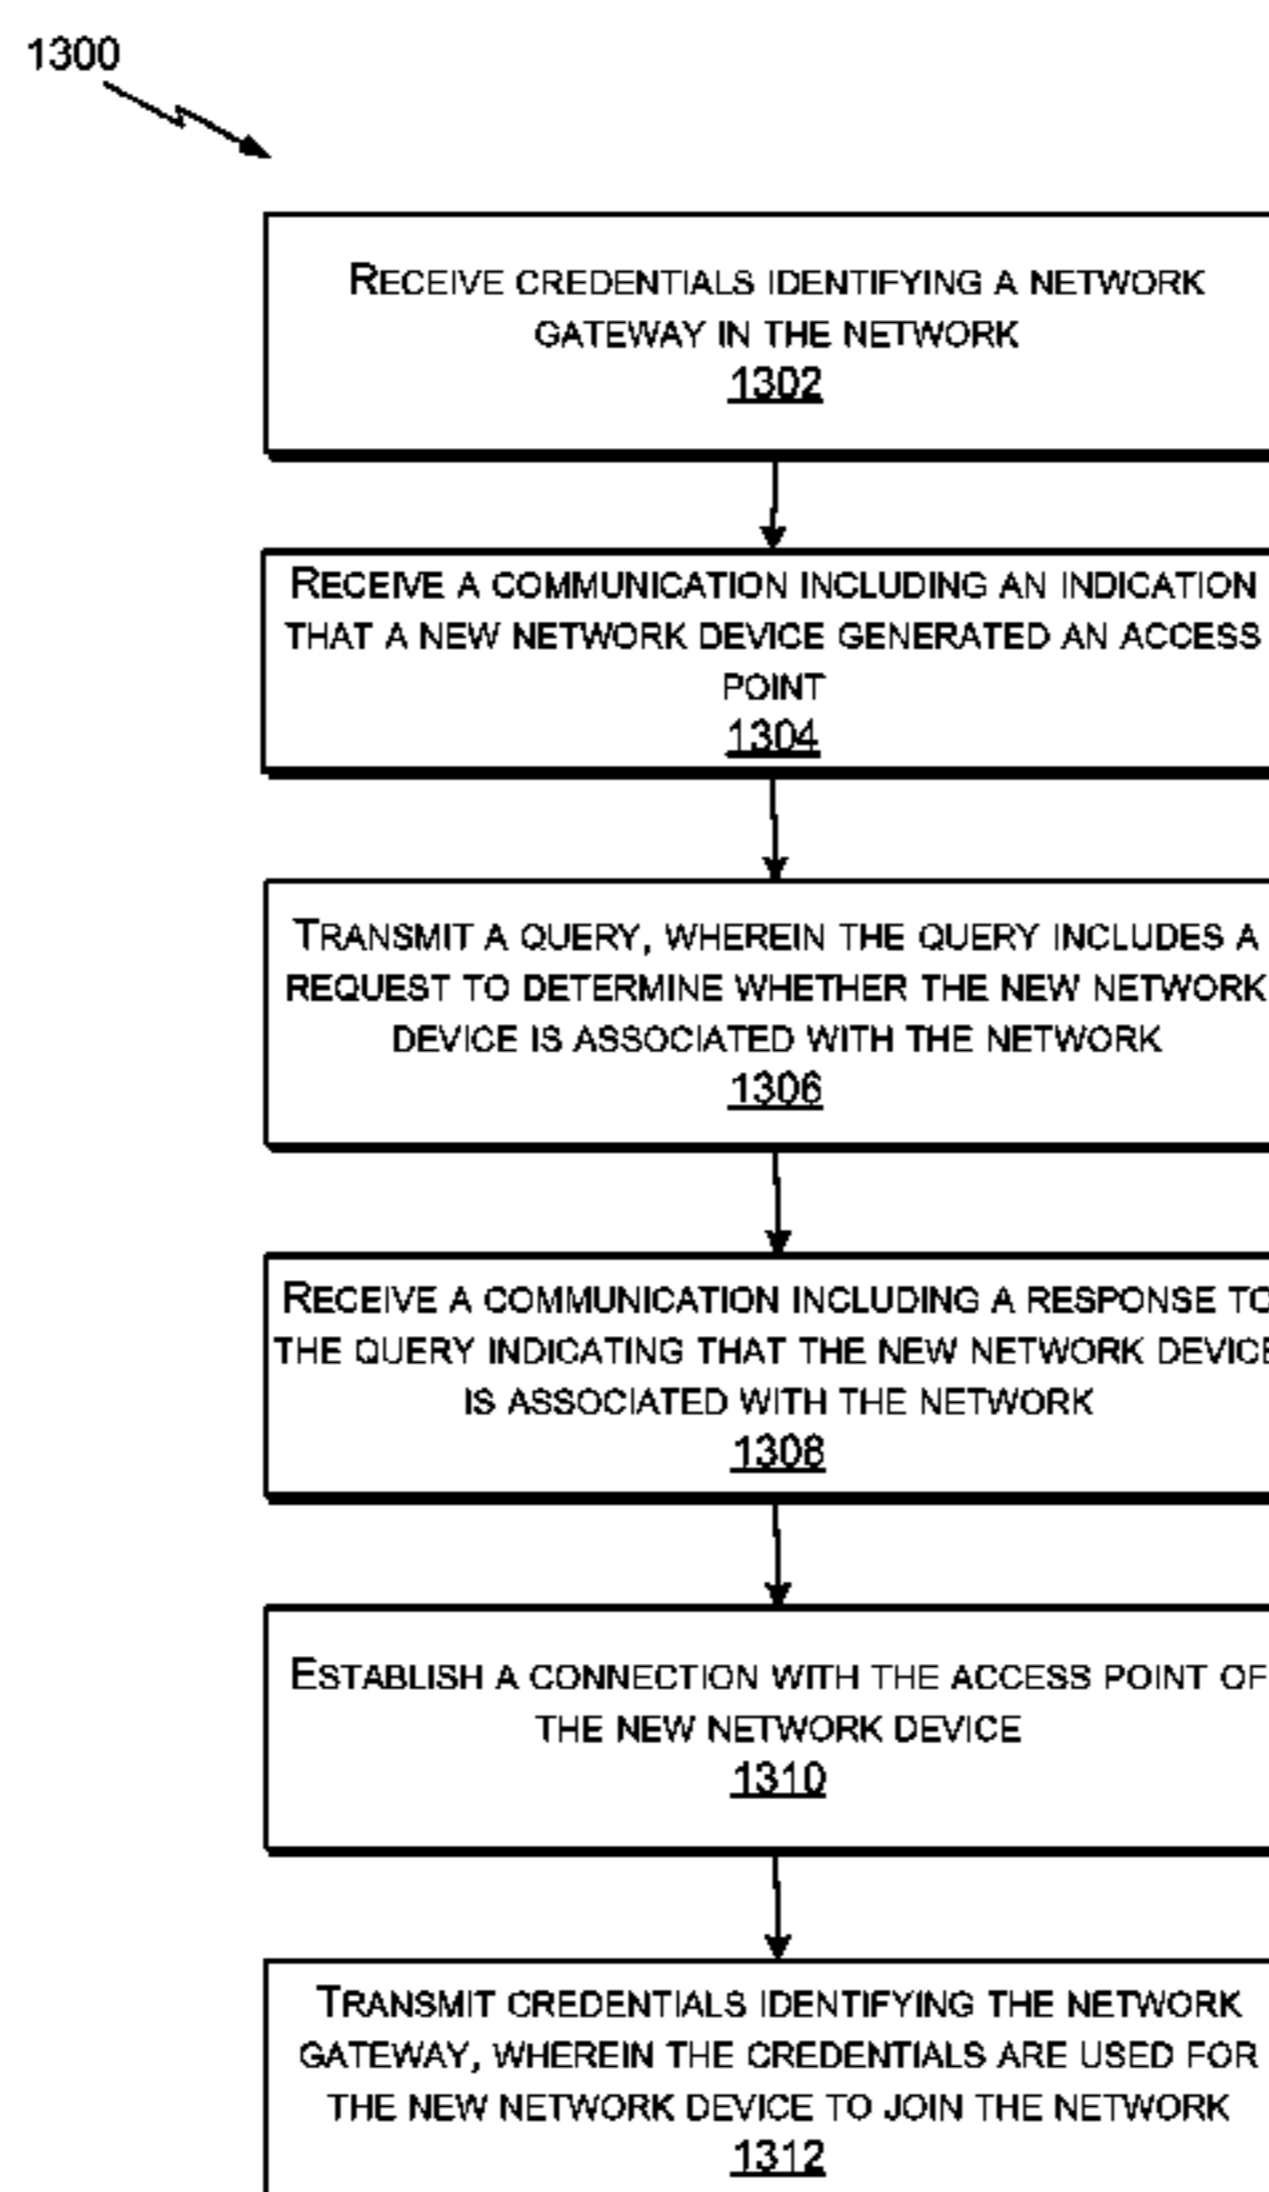 1300
RECEIVE CREDENTIALS IDENTIFYING A NETWORK
GATEWAY IN THE NETWORK
1302
RECEIVE A COMMUNICATION INCLUDING AN INDICATION
THAT A NEW NETWORK DEVICE GENERATED AN ACCESS
POINT
1304
TRANSMIT A QUERY, WHEREIN THE QUERY INCLUDES A
REQUEST TO DETERMINE WHETHER THE NEW NETWORK
DEVICE IS ASSOCIATED WITH THE NETWORK
1306
RECEIVE A COMMUNICATION INCLUDING A RESPONSE TO
THE QUERY INDICATING THAT THE NEW NETWORK DEVICE
IS ASSOCIATED WITH THE NETWORK
1308
ESTABLISH A CONNECTION WITH THE ACCESS POINT OF
THE NEW NETWORK DEVICE
1310
TRANSMIT CREDENTIALS IDENTIFYING THE NETWORK
GATEWAY, WHEREIN THE CREDENTIALS ARE USED FOR
THE NEW NETWORK DEVICE TO JOIN THE NETWORK
1312